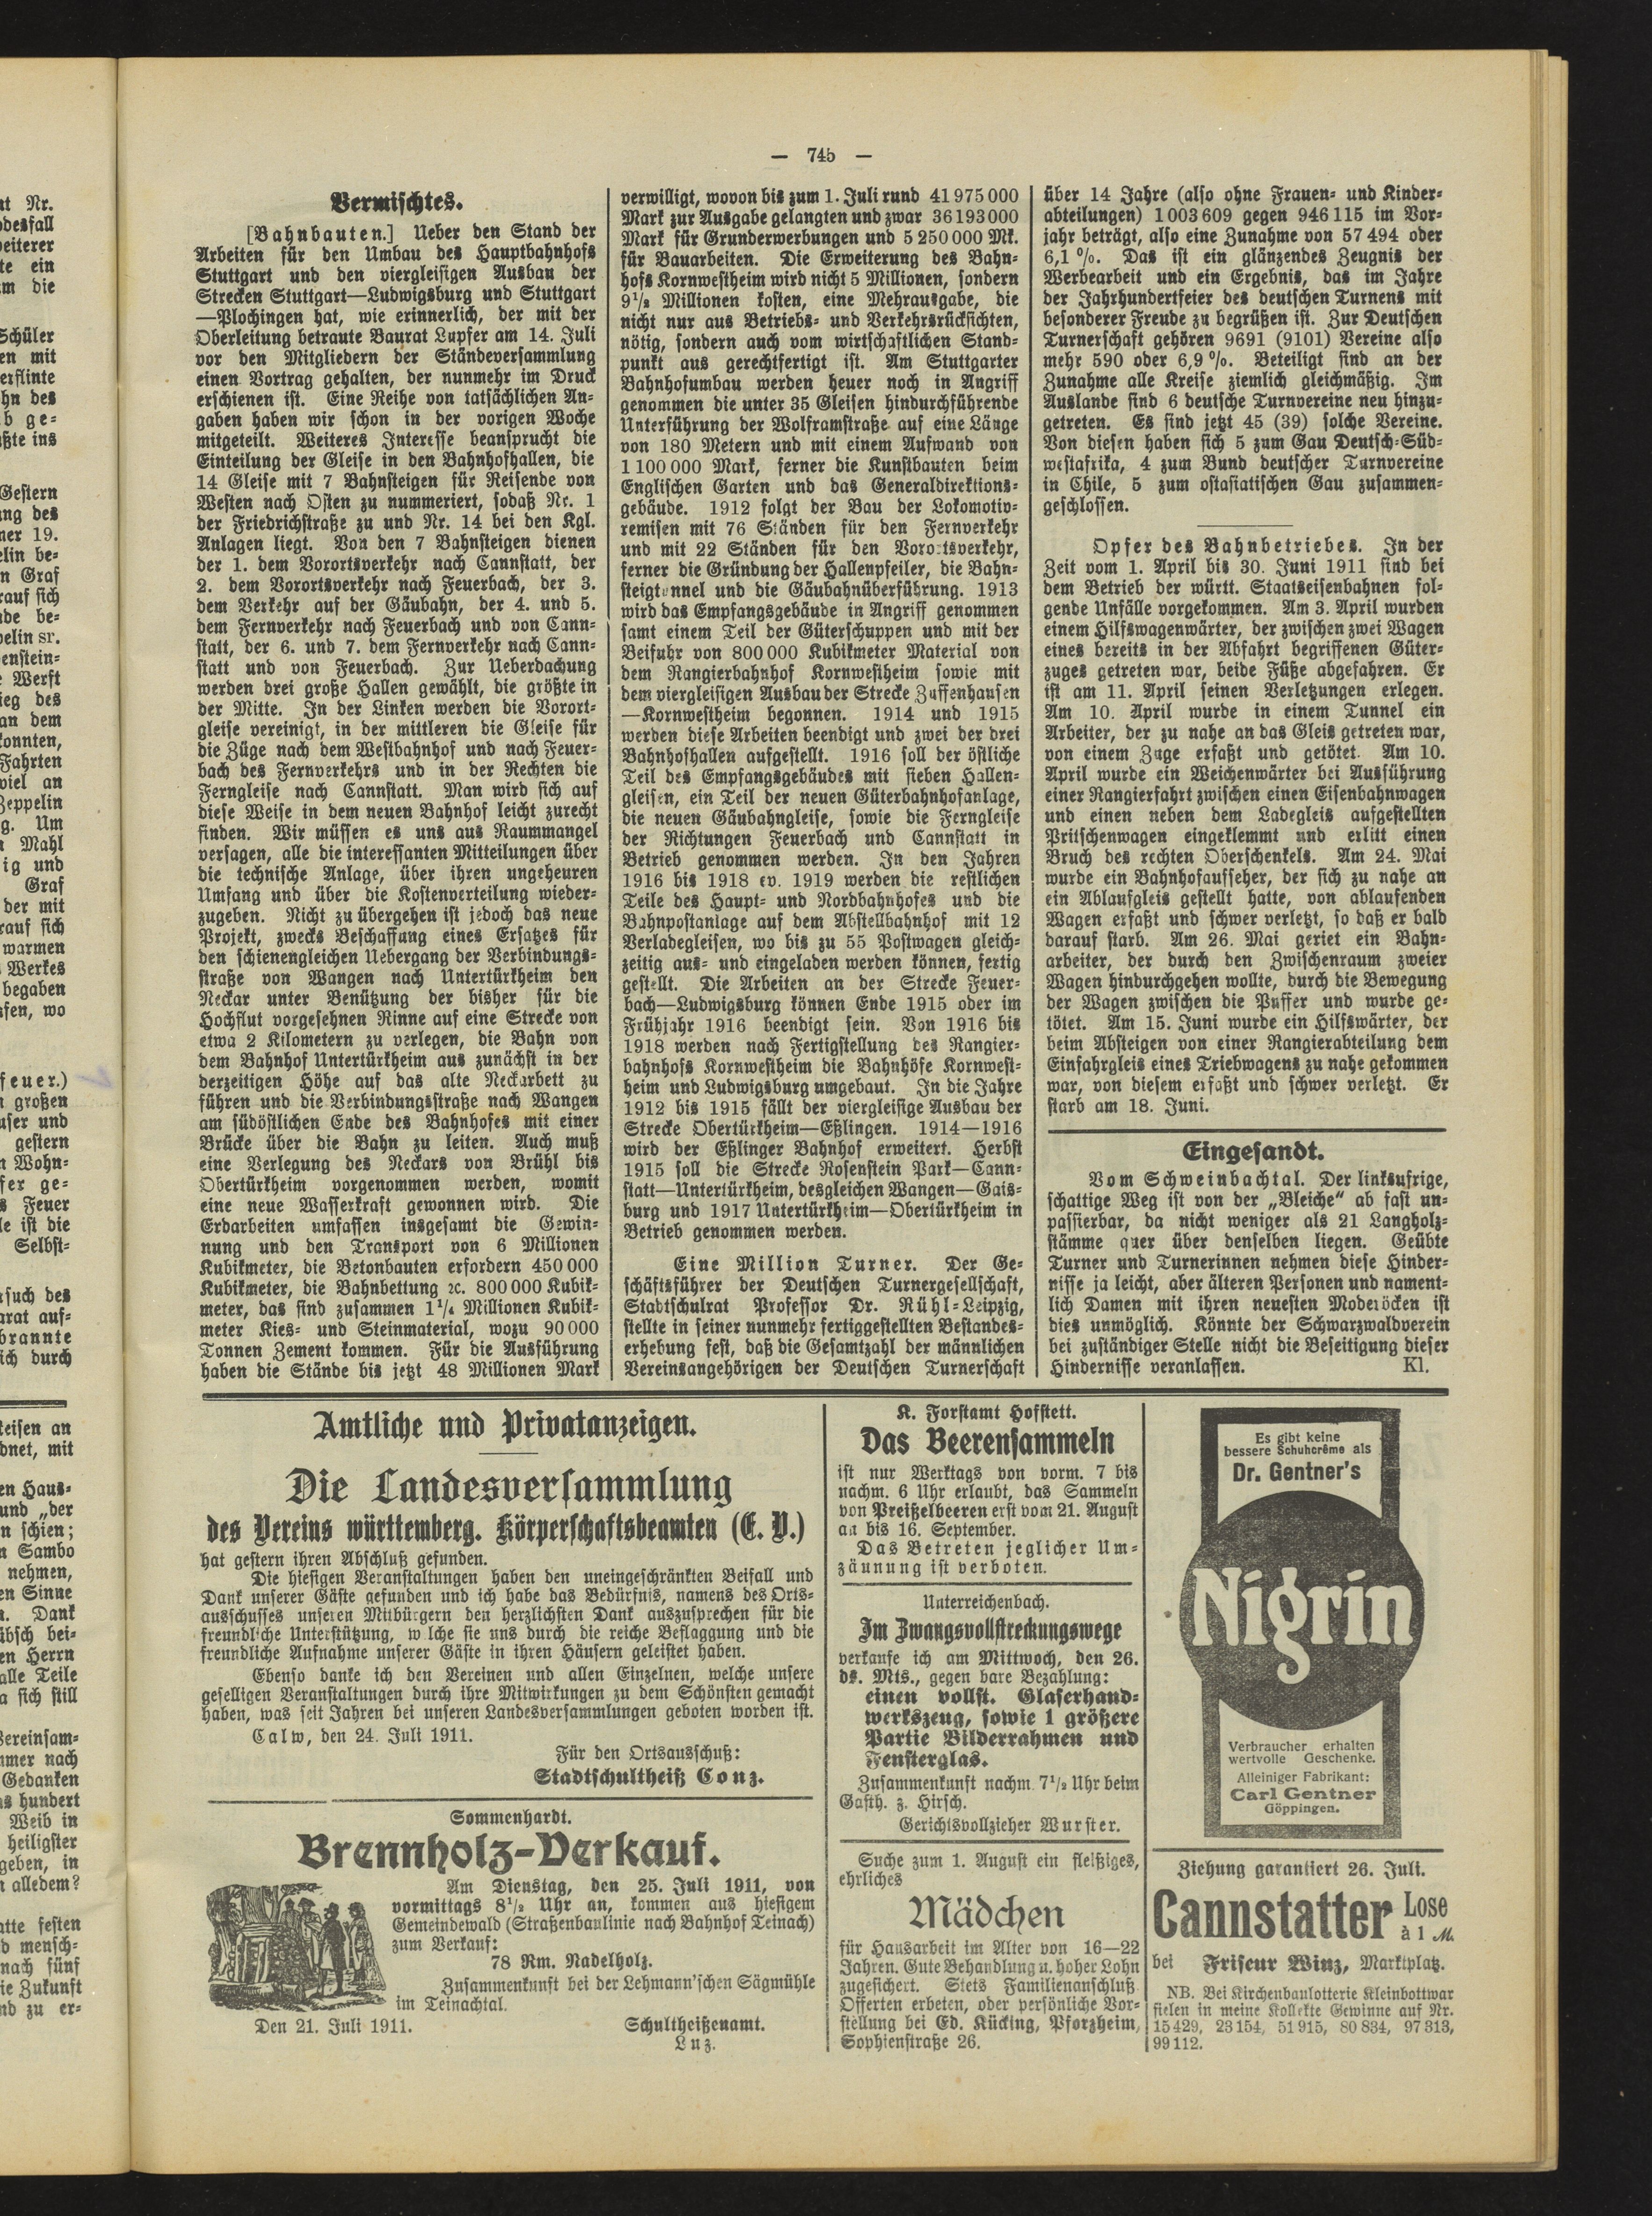 — 745 —
Vermischtes.
[Bahnbauten.] Ueber den Stand der
Arbeiten für den Umbau des Hauptbahnhofs
Stuttgart und den viergleisigen Ausbau der
Strecken Stuttgart—Ludwigsburg und Stuttgart
—Plochingen hat, wie erinnerlich, der mit der
Oberleitung betraute Baurat Lupfer am 14. Juli
vor den Mitgliedern der Ständeversammlung
einen Vortrag gehalten, der nunmehr im Druck
erschienen ist. Eine Reihe von tatsächlichen An-
gaben haben wir schon in der vorigen Woche
mitgeteilt. Weiteres Interesse beansprucht die
Einteilung der Gleise in den Bahnhofhallen, die
14 Gleise mit 7 Bahnsteigen für Reisende von
Westen nach Osten zu nummeriert, sodaß Nr. 1
der Friedrichstraße zu und Nr. 14 bei den Kgl.
Anlagen liegt. Von den 7 Bahnsteigen dienen
der 1. dem Vorortsverkehr nach Cannstatt, der
2. dem Vorortsverkehr nach Feuerbach, der 3.
dem Verkehr auf der Gäubahn, der 4. und 5.
dem Fernverkehr nach Feuerbach und von Cann-
statt, der 6. und 7. dem Fernverkehr nach Cann-
statt und von Feuerbach. Zur Ueberdachung
werden drei große Hallen gewählt, die größte in
der Mitte. In der Linken werden die Vorort-
gleise vereinigt, in der mittleren die Gleise für
die Züge nach dem Westbahnhof und nach Feuer-
bach des Fernverkehrs und in der Rechten die
Ferngleise nach Cannstatt. Man wird sich auf
diese Weise in dem neuen Bahnhof leicht zurecht
finden. Wir müssen es uns aus Raummangel
versagen, alle die interessanten Mitteilungen über
die technische Anlage, über ihren ungeheuren
Umfang und über die Kostenverteilung wieder-
zugeben. Nicht zu übergehen ist jedoch das neue
Projekt, zwecks Beschaffung eines Ersatzes für
den schienengleichen Uebergang der Verbindungs-
straße von Wangen nach Untertürkheim den
Neckar unter Benützung der bisher für die
Hochflut vorgesehnen Rinne auf eine Strecke von
etwa 2 Kilometern zu verlegen, die Bahn von
dem Bahnhof Untertürkheim aus zunächst in der
derzeitigen Höhe auf das alte Neckarbett zu
führen und die Verbindungsstraße nach Wangen
am südöstlichen Ende des Bahnhofes mit einer
Brücke über die Bahn zu leiten. Auch muß
eine Verlegung des Neckars von Brühl bis
Obertürkheim vorgenommen werden, womit
eine neue Wasserkraft gewonnen wird. Die
Erdarbeiten umfassen insgesamt die Gewin-
nung und den Transport von 6 Millionen
Kubikmeter, die Betonbauten erfordern 450 000
Kubikmeter, die Bahnbettung ꝛc. 800 000 Kubik-
meter, das sind zusammen 1¼ Millionen Kubik-
meter Kies- und Steinmaterial, wozu 90 000
Tonnen Zement kommen. Für die Ausführung
haben die Stände bis jetzt 48 Millionen Mark
verwilligt, wovon bis zum 1. Juli rund 41 975 000
Mark zur Ausgabe gelangten und zwar 36 193 000
Mark für Grunderwerbungen und 5 250 000 Mk.
für Bauarbeiten. Die Erweiterung des Bahn-
hofs Kornwestheim wird nicht 5 Millionen, sondern
9½ Millionen kosten, eine Mehrausgabe, die
nicht nur aus Betriebs- und Verkehrsrücksichten,
nötig, sondern auch vom wirtschaftlichen Stand-
punkt aus gerechtfertigt ist. Am Stuttgarter
Bahnhofumbau werden heuer noch in Angriff
genommen die unter 35 Gleisen hindurchführende
Unterführung der Wolframstraße auf eine Länge
von 180 Metern und mit einem Aufwand von
1 100 000 Mark, ferner die Kunstbauten beim
Englischen Garten und das Generaldirektions-
gebäude. 1912 folgt der Bau der Lokomotiv-
remisen mit 76 Ständen für den Fernverkehr
und mit 22 Ständen für den Vorortsverkehr,
ferner die Gründung der Hallenpfeiler, die Bahn-
steigtunnel und die Gäubahnüberführung. 1913
wird das Empfangsgebäude in Angriff genommen
samt einem Teil der Güterschuppen und mit der
Beifuhr von 800 000 Kubikmeter Material von
dem Rangierbahnhof Kornwestheim sowie mit
dem viergleisigen Ausbau der Strecke Zuffenhausen
—Kornwestheim begonnen. 1914 und 1915
werden diese Arbeiten beendigt und zwei der drei
Bahnhofhallen aufgestellt. 1916 soll der östliche
Teil des Empfangsgebäudes mit sieben Hallen-
gleisen, ein Teil der neuen Güterbahnhofanlage,
die neuen Gäubahngleise, sowie die Ferngleise
der Richtungen Feuerbach und Cannstatt in
Betrieb genommen werden. In den Jahren
1916 bis 1918 ev. 1919 werden die restlichen
Teile des Haupt- und Nordbahnhofes und die
Bahnpostanlage auf dem Abstellbahnhof mit 12
Verladegleisen, wo bis zu 55 Postwagen gleich-
zeitig aus- und eingeladen werden können, fertig
gestellt. Die Arbeiten an der Strecke Feuer-
bach—Ludwigsburg können Ende 1915 oder im
Frühjahr 1916 beendigt sein. Von 1916 bis
1918 werden nach Fertigstellung des Rangier-
bahnhofs Kornwestheim die Bahnhöfe Kornwest-
heim und Ludwigsburg umgebaut. In die Jahre
1912 bis 1915 fällt der viergleisige Ausbau der
Strecke Obertürkheim—Eßlingen. 1914—1916
wird der Eßlinger Bahnhof erweitert. Herbst
1915 soll die Strecke Rosenstein Park—Cann-
statt—Untertürkheim, desgleichen Wangen—Gais-
burg und 1917 Untertürkheim—Obertürkheim in
Betrieb genommen werden.
Eine Million Turner. Der Ge-
schäftsführer der Deutschen Turnergesellschaft,
Stadtschulrat Professor Dr. Rühl-Leipzig,
stellte in seiner nunmehr fertiggestellten Bestandes-
erhebung fest, daß die Gesamtzahl der männlichen
Vereinsangehörigen der Deutschen Turnerschaft
über 14 Jahre (also ohne Frauen- und Kinder-
abteilungen) 1 003 609 gegen 946 115 im Vor-
jahr beträgt, also eine Zunahme von 57 494 oder
6,1 %. Das ist ein glänzendes Zeugnis der
Werbearbeit und ein Ergebnis, das im Jahre
der Jahrhundertfeier des deutschen Turnens mit
besonderer Freude zu begrüßen ist. Zur Deutschen
Turnerschaft gehören 9691 (9101) Vereine also
mehr 590 oder 6,9 %. Beteiligt sind an der
Zunahme alle Kreise ziemlich gleichmäßig. Im
Auslande sind 6 deutsche Turnvereine neu hinzu-
getreten. Es sind jetzt 45 (39) solche Vereine.
Von diesen haben sich 5 zum Gau Deutsch-Süd-
westafrika, 4 zum Bund deutscher Turnvereine
in Chile, 5 zum ostasiatischen Gau zusammen-
geschlossen.
Opfer des Bahnbetriebes. In der
Zeit vom 1. April bis 30. Juni 1911 sind bei
dem Betrieb der württ. Staatseisenbahnen fol-
gende Unfälle vorgekommen. Am 3. April wurden
einem Hilfswagenwärter, der zwischen zwei Wagen
eines bereits in der Abfahrt begriffenen Güter-
zuges getreten war, beide Füße abgefahren. Er
ist am 11. April seinen Verletzungen erlegen.
Am 10. April wurde in einem Tunnel ein
Arbeiter, der zu nahe an das Gleis getreten war,
von einem Zuge erfaßt und getötet. Am 10.
April wurde ein Weichenwärter bei Ausführung
einer Rangierfahrt zwischen einen Eisenbahnwagen
und einen neben dem Ladegleis aufgestellten
Pritschenwagen eingeklemmt und erlitt einen
Bruch des rechten Oberschenkels. Am 24. Mai
wurde ein Bahnhofaufseher, der sich zu nahe an
ein Ablaufgleis gestellt hatte, von ablaufenden
Wagen erfaßt und schwer verletzt, so daß er bald
darauf starb. Am 26. Mai geriet ein Bahn-
arbeiter, der durch den Zwischenraum zweier
Wagen hindurchgehen wollte, durch die Bewegung
der Wagen zwischen die Puffer und wurde ge-
tötet. Am 15. Juni wurde ein Hilfswärter, der
beim Absteigen von einer Rangierabteilung dem
Einfahrgleis eines Triebwagens zu nahe gekommen
war, von diesem erfaßt und schwer verletzt. Er
starb am 18. Juni.
Eingesandt.
Vom Schweinbachtal. Der linksufrige,
schattige Weg ist von der „Bleiche“ ab fast un-
passierbar, da nicht weniger als 21 Langholz-
stämme quer über denselben liegen. Geübte
Turner und Turnerinnen nehmen diese Hinder-
nisse ja leicht, aber älteren Personen und nament-
lich Damen mit ihren neuesten Moderöcken ist
dies unmöglich. Könnte der Schwarzwaldverein
bei zuständiger Stelle nicht die Beseitigung dieser
Hindernisse veranlassen. Kl.
Amtliche und Privatanzeigen.
Die Landesversammlung
des Vereins württemberg. Körperschaftsbeamten (E. V.)
hat gestern ihren Abschluß gefunden.
Die hiesigen Veranstaltungen haben den uneingeschränkten Beifall und
Dank unserer Gäste gefunden und ich habe das Bedürfnis, namens des Orts-
ausschusses unseren Mitbürgern den herzlichsten Dank auszusprechen für die
freundliche Unterstützung, w lche sie uns durch die reiche Beflaggung und die
freundliche Aufnahme unserer Gäste in ihren Häusern geleistet haben.
Ebenso danke ich den Vereinen und allen Einzelnen, welche unsere
geselligen Veranstaltungen durch ihre Mitwirkungen zu dem Schönsten gemacht
haben, was seit Jahren bei unseren Landesversammlungen geboten worden ist.
Calw, den 24. Juli 1911.
Für den Ortsausschuß:
Stadtschultheiß Conz.
Sommenhardt.
Brennholz-Verkauf.
Am Dienstag, den 25. Juli 1911, von
vormittags 8½ Uhr an, kommen aus hiesigem
Gemeindewald (Straßenbaulinie nach Bahnhof Teinach)
zum Verkauf:
78 Rm. Nadelholz.
Zusammenkunft bei der Lehmann'schen Sägmühle
im Teinachtal.
Den 21. Juli 1911.
Schultheißenamt.
Luz.
K. Forstamt Hofstett.
Das Beerensammeln
ist nur Werktags von vorm. 7 bis
nachm. 6 Uhr erlaubt, das Sammeln
von Preißelbeeren erst vom 21. August
an bis 16. September.
Das Betreten jeglicher Um-
zäunung ist verboten.
Unterreichenbach.
Im Zwangsvollstreckungswege
verkaufe ich am Mittwoch, den 26.
ds. Mts., gegen bare Bezahlung:
einen vollst. Glaserhand-
werkszeug, sowie 1 größere
Partie Bilderrahmen und
Fensterglas.
Zusammenkunft nachm. 7½ Uhr beim
Gasth. z. Hirsch.
Gerichtsvollzieher Wurster.
Suche zum 1. August ein fleißiges,
ehrliches
Mädchen
für Hausarbeit im Alter von 16—22
Jahren. Gute Behandlung u. hoher Lohn
zugesichert. Stets Familienanschluß.
Offerten erbeten, oder persönliche Vor-
stellung bei Ed. Kücking, Pforzheim,
Sophienstraße 26.
Es gibt keine
bessere Schuhcrême als
Dr. Gentner's
Nigrin
Verbraucher erhalten
wertvolle Geschenke.
Alleiniger Fabrikant:
Carl Gentner
Göppingen.
Ziehung garantiert 26. Juli.
Cannstatter Lose
à 1 M.
bei Friseur Winz, Marktplatz.
NB. Bei Kirchenbaulotterie Kleinbottwar
fielen in meine Kollekte Gewinne auf Nr.
15 429, 23 154, 51 915, 80 834, 97 313,
99 112.